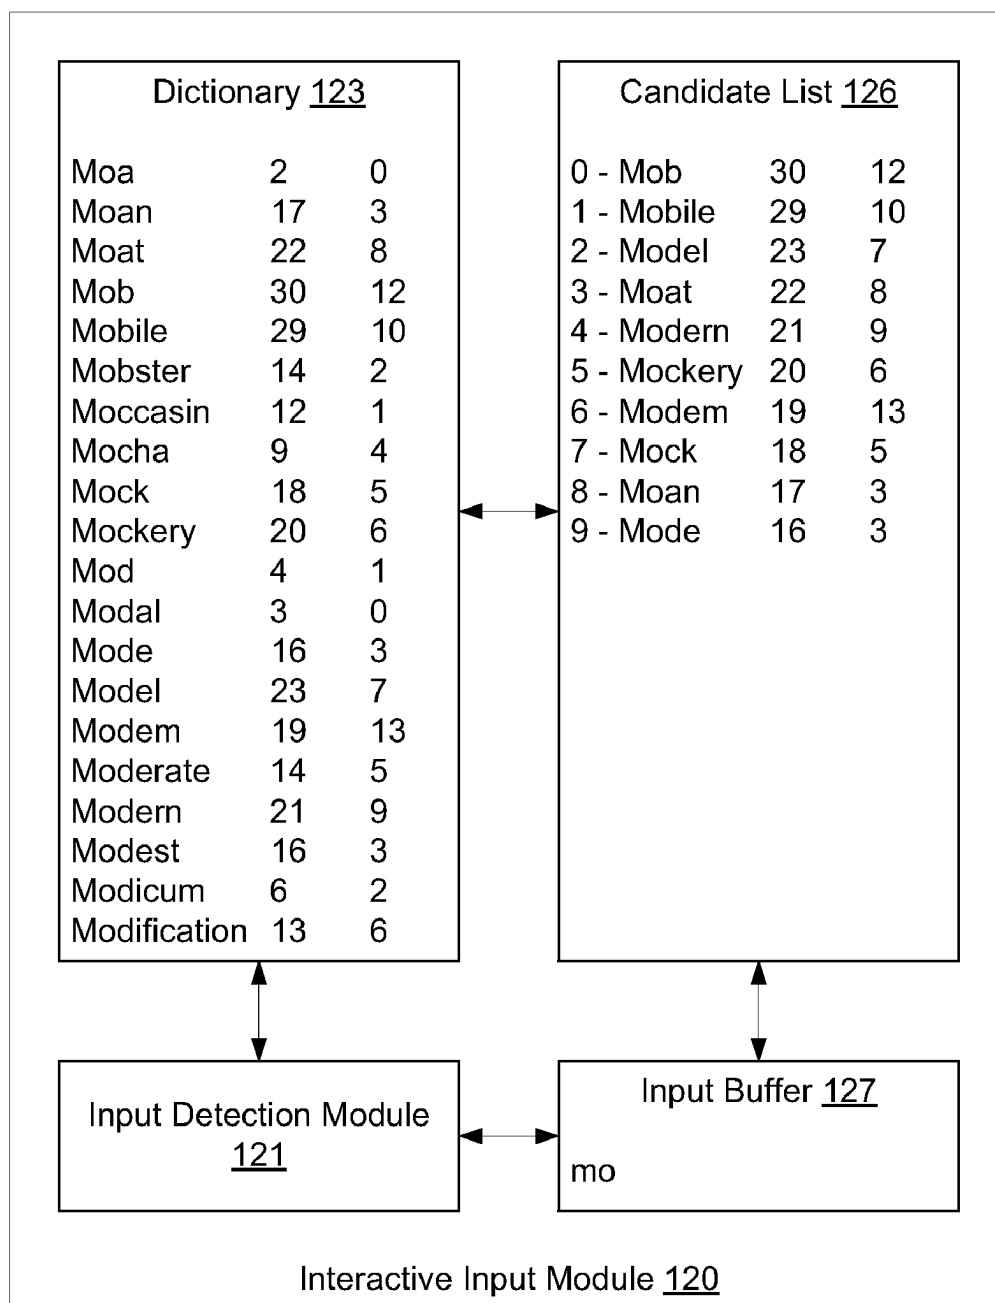 Dictionary 123
Moa 2 0
Moan 17 3
Moat 22 8
Mob 30 12
Mobile 29 10
Mobster 14 2
Moccasin 12 1
Mocha 9 4
Mock 18 5
Mockery 20 6
Mod 4 1
Modal 3 0
Mode 16 3
Model 23 7
Modem 19 13
Moderate 14 5
Modern 21 9
Modest 16 3
Modicum 6 2
Modification 13 6
Candidate List 126
0 - Mob 30 12
1 - Mobile 29 10
2 - Model 23 7
3 - Moat 22 8
4 - Modern 21 9
5 - Mockery 20 6
6 - Modem 19 13
7 - Mock 18 5
8 - Moan 17 3
9 - Mode 16 3
Input Detection Module
121
Input Buffer 127
mo
Interactive Input Module 120